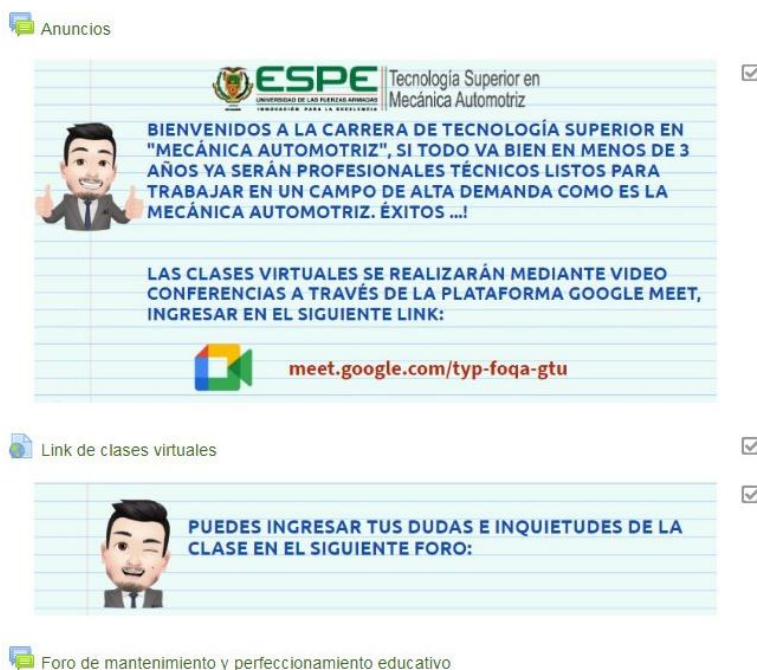 Anuncios
ESPE
UNIVERSIDAD DE LAS FUERZAS ARMADAS
INNOVACIÓN PARA LA EXCELENCIA
Tecnología Superior en
Mecánica Automotriz
BIENVENIDOS A LA CARRERA DE TECNOLOGÍA SUPERIOR EN
"MECÁNICA AUTOMOTRIZ", SI TODO VA BIEN EN MENOS DE 3
AÑOS YA SERÁN PROFESIONALES TÉCNICOS LISTOS PARA
TRABAJAR EN UN CAMPO DE ALTA DEMANDA COMO ES LA
MECÁNICA AUTOMOTRIZ. ÉXITOS ...!
LAS CLASES VIRTUALES SE REALIZARÁN MEDIANTE VIDEO
CONFERENCIAS A TRAVÉS DE LA PLATAFORMA GOOGLE MEET,
INGRESAR EN EL SIGUIENTE LINK:
meet.google.com/typ-foqa-gtu
Link de clases virtuales
PUEDES INGRESAR TUS DUDAS E INQUIETUDES DE LA
CLASE EN EL SIGUIENTE FORO:
Foro de mantenimiento y perfeccionamiento educativo